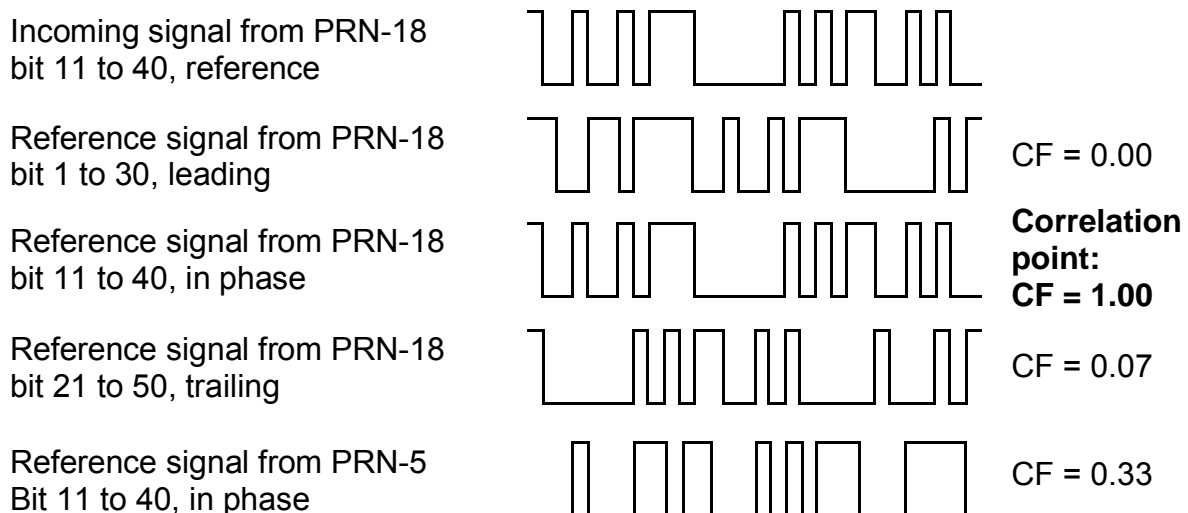 Incoming signal from PRN-18
bit 11 to 40, reference
Reference signal from PRN-18
bit 1 to 30, leading
CF = 0.00
Reference signal from PRN-18
bit 11 to 40, in phase
Correlation
point:
CF = 1.00
Reference signal from PRN-18
bit 21 to 50, trailing
CF = 0.07
Reference signal from PRN-5
Bit 11 to 40, in phase
CF = 0.33